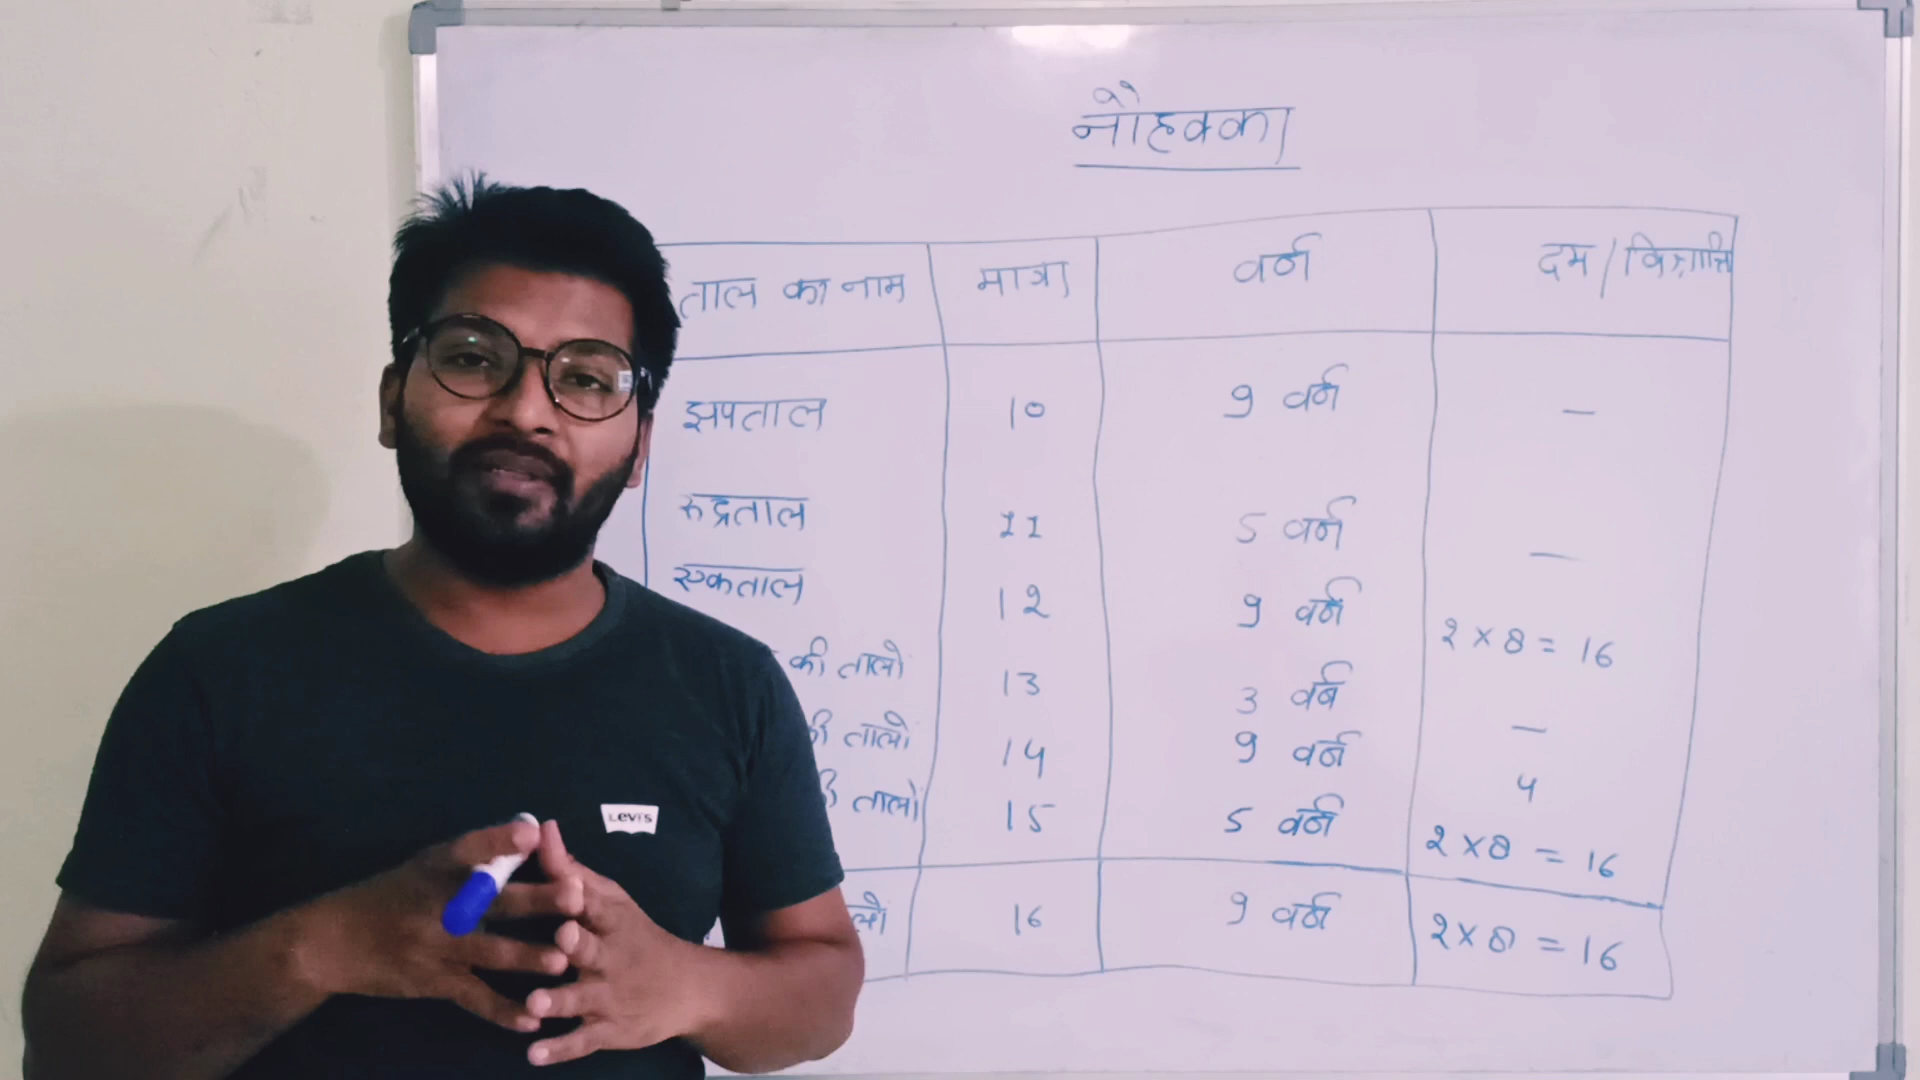 नौहक्का
ताल का नाम मात्रा वर्न दम/विश्रान्ति
झपताल 10 9 वर्न —
रुद्रताल 11 5 वर्न —
एकताल 12 9 वर्न 2 × 8 = 16
की तालो 13 3 वर्न —
की तालो 14 9 वर्न 4
तालो 15 5 वर्न 2 × 8 = 16
16 9 वर्न 2 × 8 = 16
Levi's